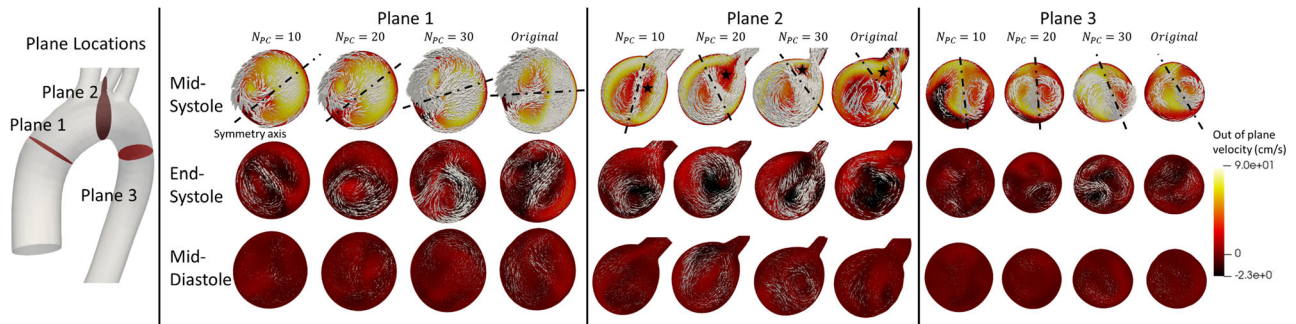 Plane Locations
Plane 1
Plane 2
Plane 3
Plane 1
N_PC = 10
N_PC = 20
N_PC = 30
Original
Plane 2
N_PC = 10
N_PC = 20
N_PC = 30
Original
Plane 3
N_PC = 10
N_PC = 20
N_PC = 30
Original
Mid-
Systole
Symmetry axis
End-
Systole
Mid-
Diastole
Out of plane
velocity (cm/s)
9.0e+01
0
-2.3e+0